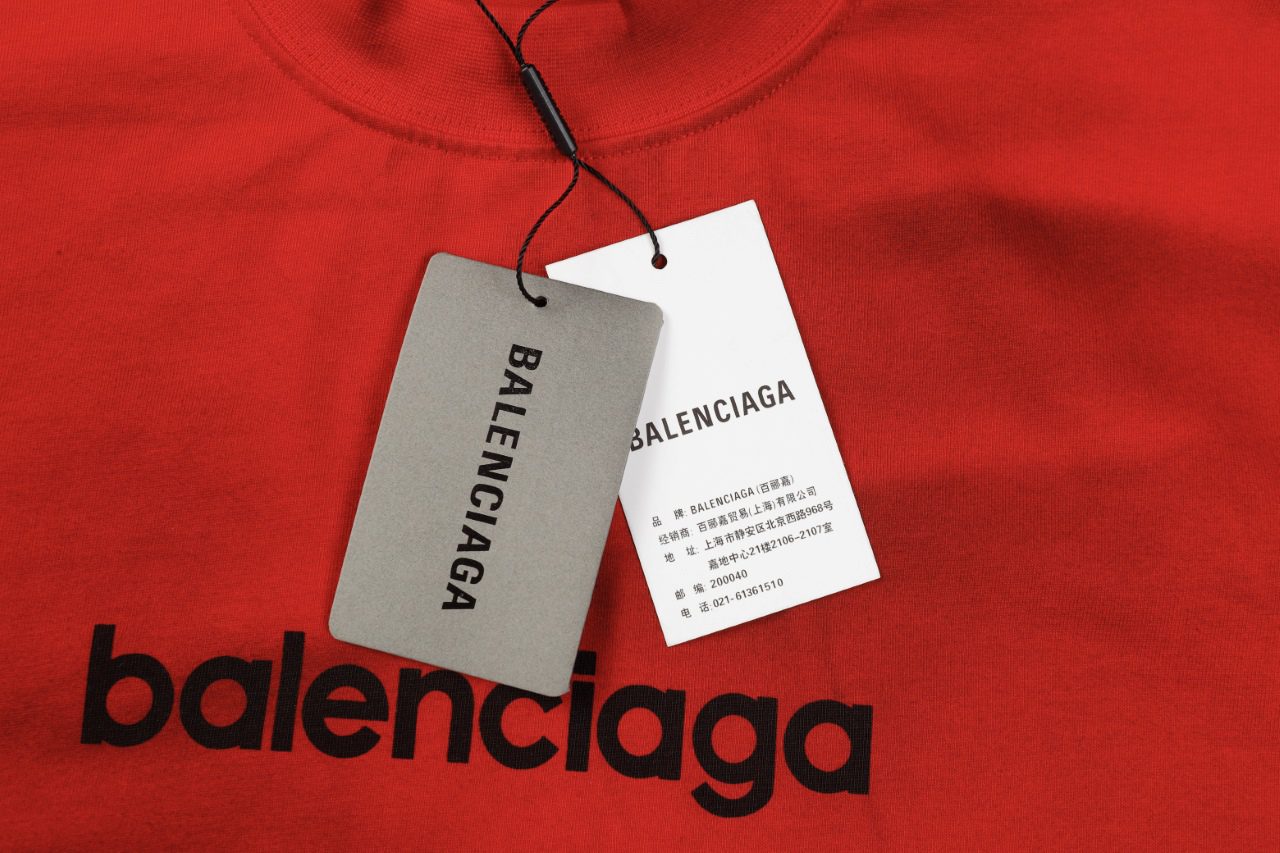 BALENCIAGA
BALENCIAGA
品 牌: BALENCIAGA (百郦嘉)
经销商: 百郦嘉贸易(上海)有限公司
地 址: 上海市静安区北京西路968号
嘉地中心21楼2106-2107室
邮 编: 200040
电 话: 021-61361510
balenciaga